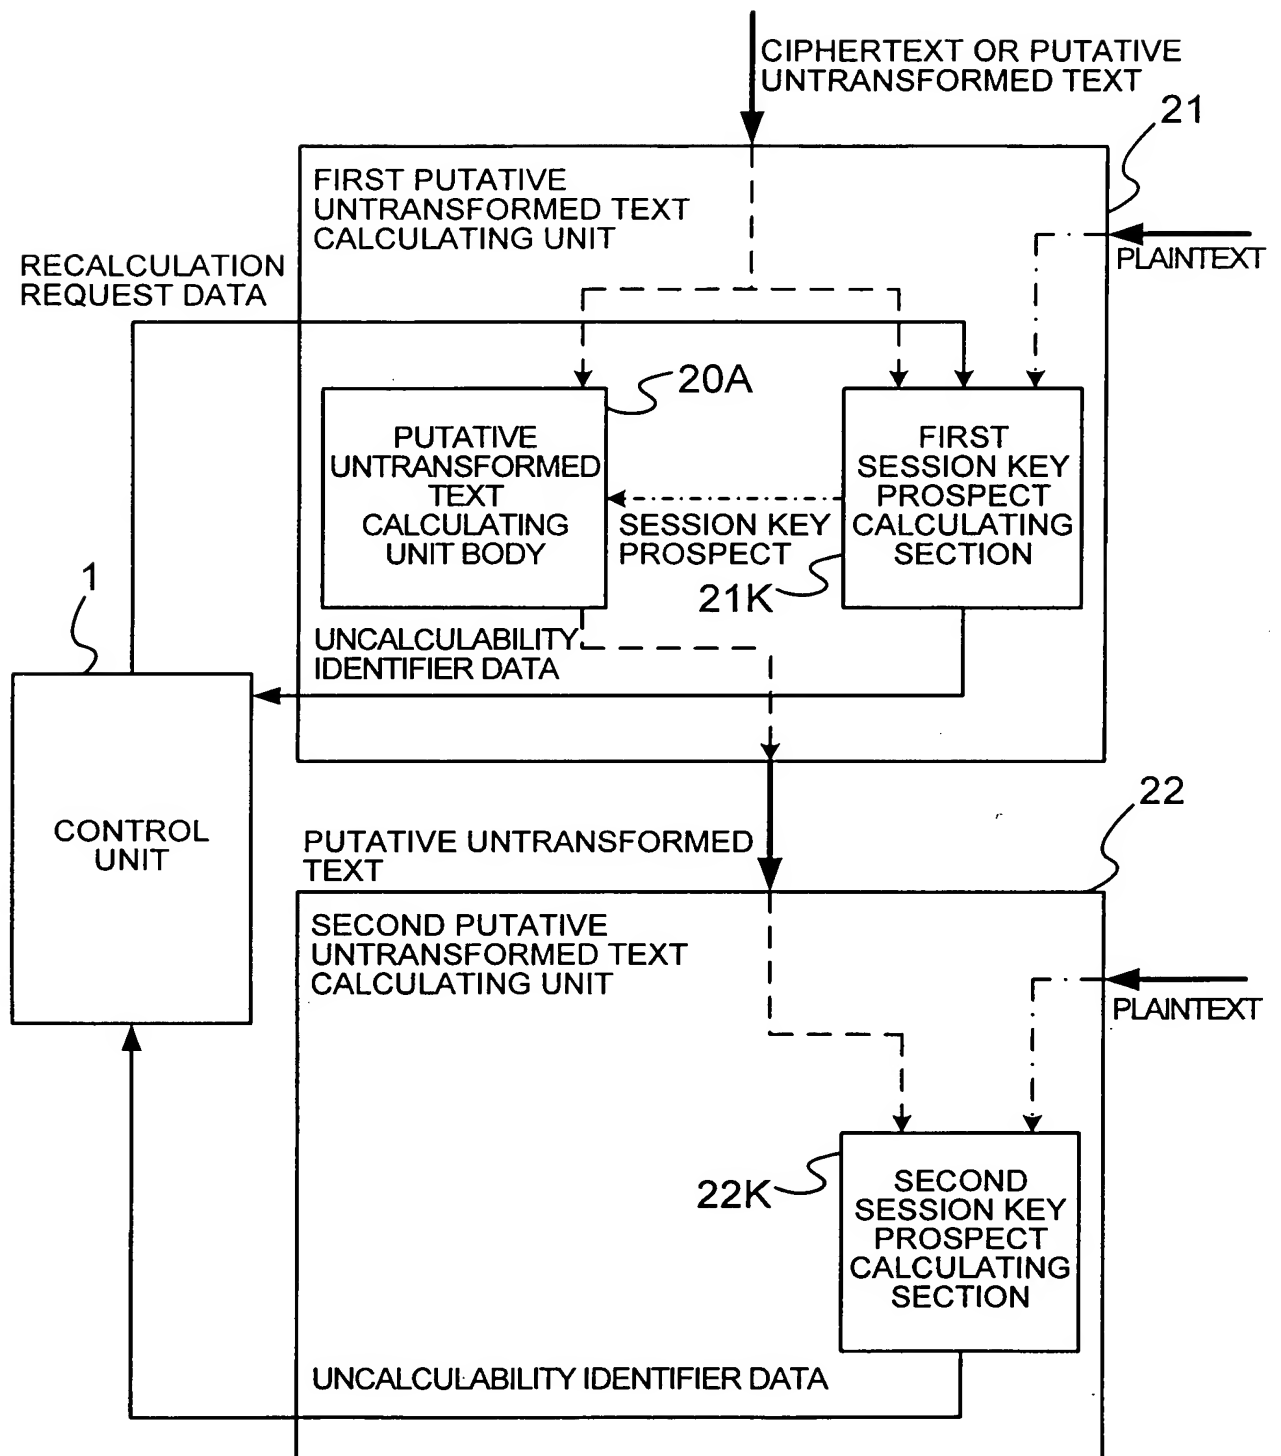 CIPHERTEXT OR PUTATIVE
UNTRANSFORMED TEXT
21
FIRST PUTATIVE
UNTRANSFORMED TEXT
CALCULATING UNIT
PLAINTEXT
RECALCULATION
REQUEST DATA
20A
PUTATIVE
UNTRANSFORMED
TEXT
CALCULATING
UNIT BODY
FIRST
SESSION KEY
PROSPECT
CALCULATING
SECTION
SESSION KEY
PROSPECT
21K
1
UNCALCULABILITY
IDENTIFIER DATA
CONTROL
UNIT
22
PUTATIVE UNTRANSFORMED
TEXT
SECOND PUTATIVE
UNTRANSFORMED TEXT
CALCULATING UNIT
PLAINTEXT
22K
SECOND
SESSION KEY
PROSPECT
CALCULATING
SECTION
UNCALCULABILITY IDENTIFIER DATA